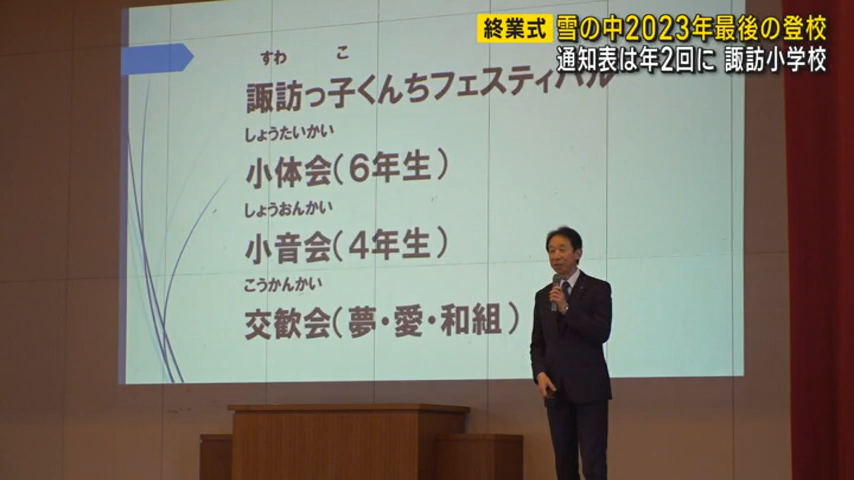 終業式 雪の中2023年最後の登校
通知表は年2回に 諏訪小学校
すわ こ
諏訪っ子くんちフェスティバル
しょうたいかい
小体会(6年生)
しょうおんかい
小音会(4年生)
こうかんかい
交歓会(夢・愛・和組)